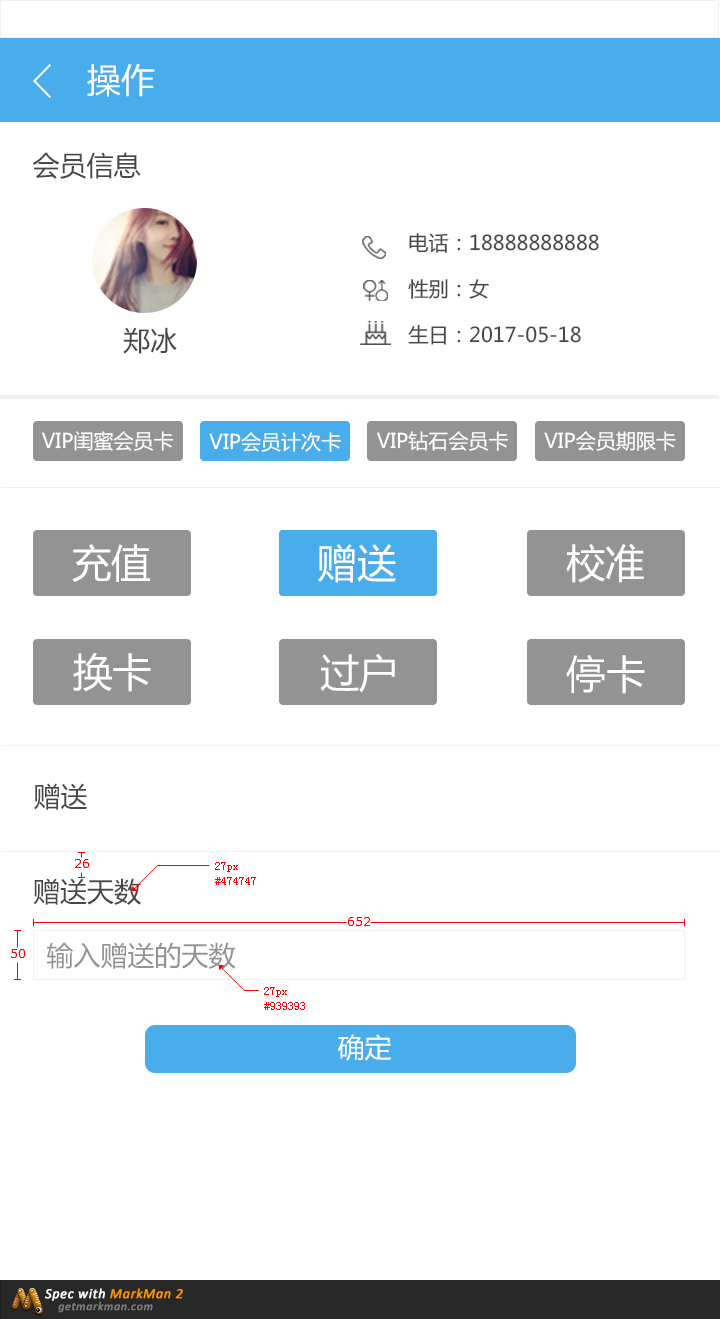 操作
会员信息
郑冰
电话：18888888888
性别：女
生日：2017-05-18
VIP闺蜜会员卡 VIP会员计次卡 VIP钻石会员卡 VIP会员期限卡
充值 赠送 校准
换卡 过户 停卡
赠送
26
27px
#474747
赠送天数
652
50
输入赠送的天数
27px
#939393
确定
Spec with MarkMan 2
getmarkman.com